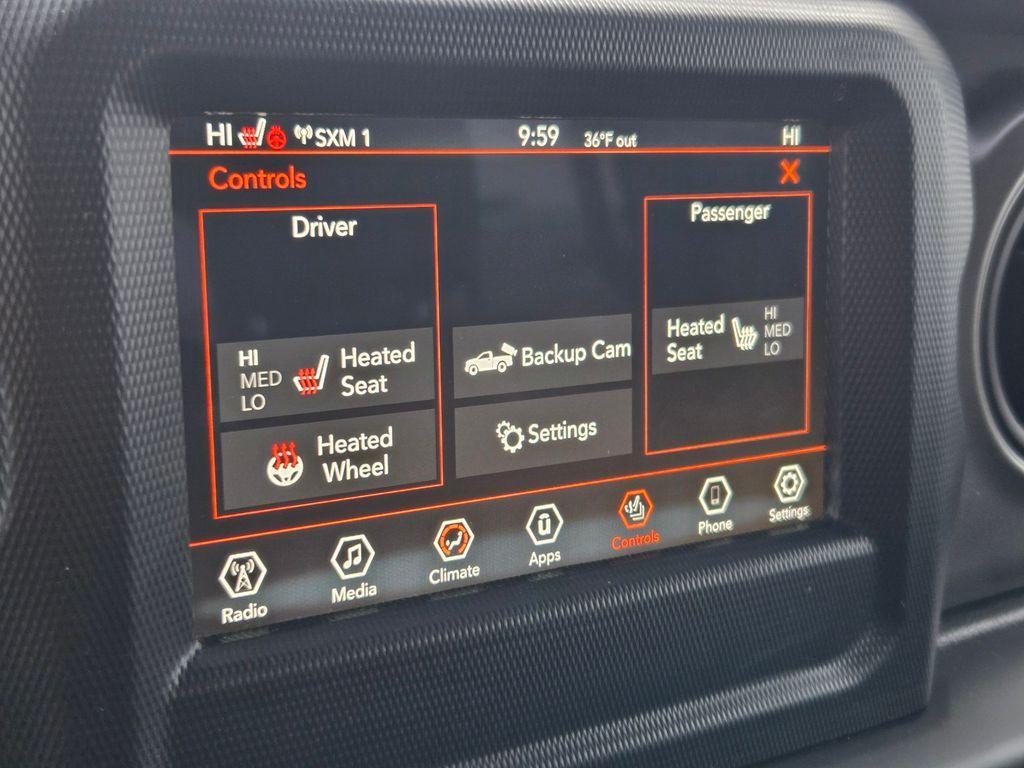 HI SXM 1 9:59 36°F out HI
Controls X
Driver
HI
MED
LO
Heated
Seat
Heated
Wheel
Backup Cam
Settings
Passenger
Heated
Seat
HI
MED
LO
Radio
Media
Climate
Apps
Controls
Phone
Settings